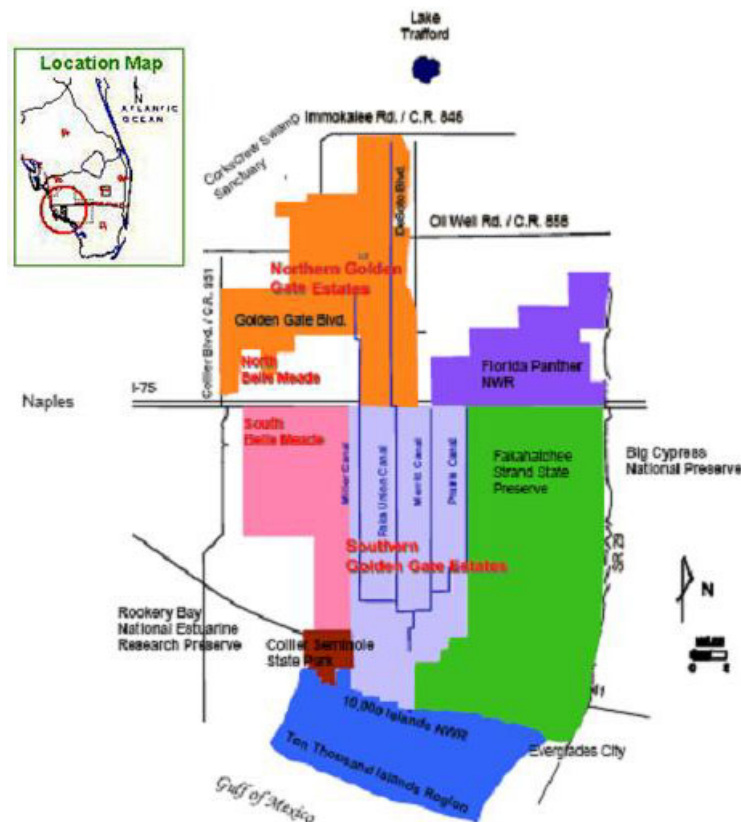 Lake
Trafford
Location Map
N
ATLANTIC
OCEAN
Immokalee Rd. / C.R. 846
Corkscrew Swamp
Sanctuary
DeSoto Blvd.
Oil Well Rd. / C.R. 858
Northern Golden
Gate Estates
Collier Blvd. / C.R. 951
Golden Gate Blvd.
North
Belle Meade
Florida Panther
NWR
I-75
Naples
South
Belle Meade
Miller Canal
Faka Union Canal
Merritt Canal
Prairie Canal
Fakahatchee
Strand State
Preserve
Big Cypress
National Preserve
Southern
Golden Gate Estates
SR 29
N
Rookery Bay
National Estuarine
Research Preserve
Collier Seminole
State Park
0
10,000 Islands NWR
Ten Thousand Islands Region
Everglades City
Gulf of Mexico